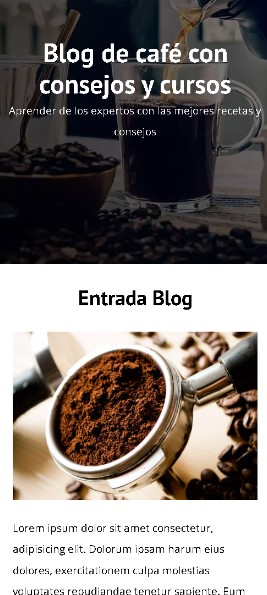 Blog de café con
consejos y cursos
Aprender de los expertos con las mejores recetas y
consejos
Entrada Blog
Lorem ipsum dolor sit amet consectetur,
adipisicing elit. Dolorum ipsam harum eius
dolores, exercitationem culpa molestias
voluptates repudiandae tenetur sapiente. Eum